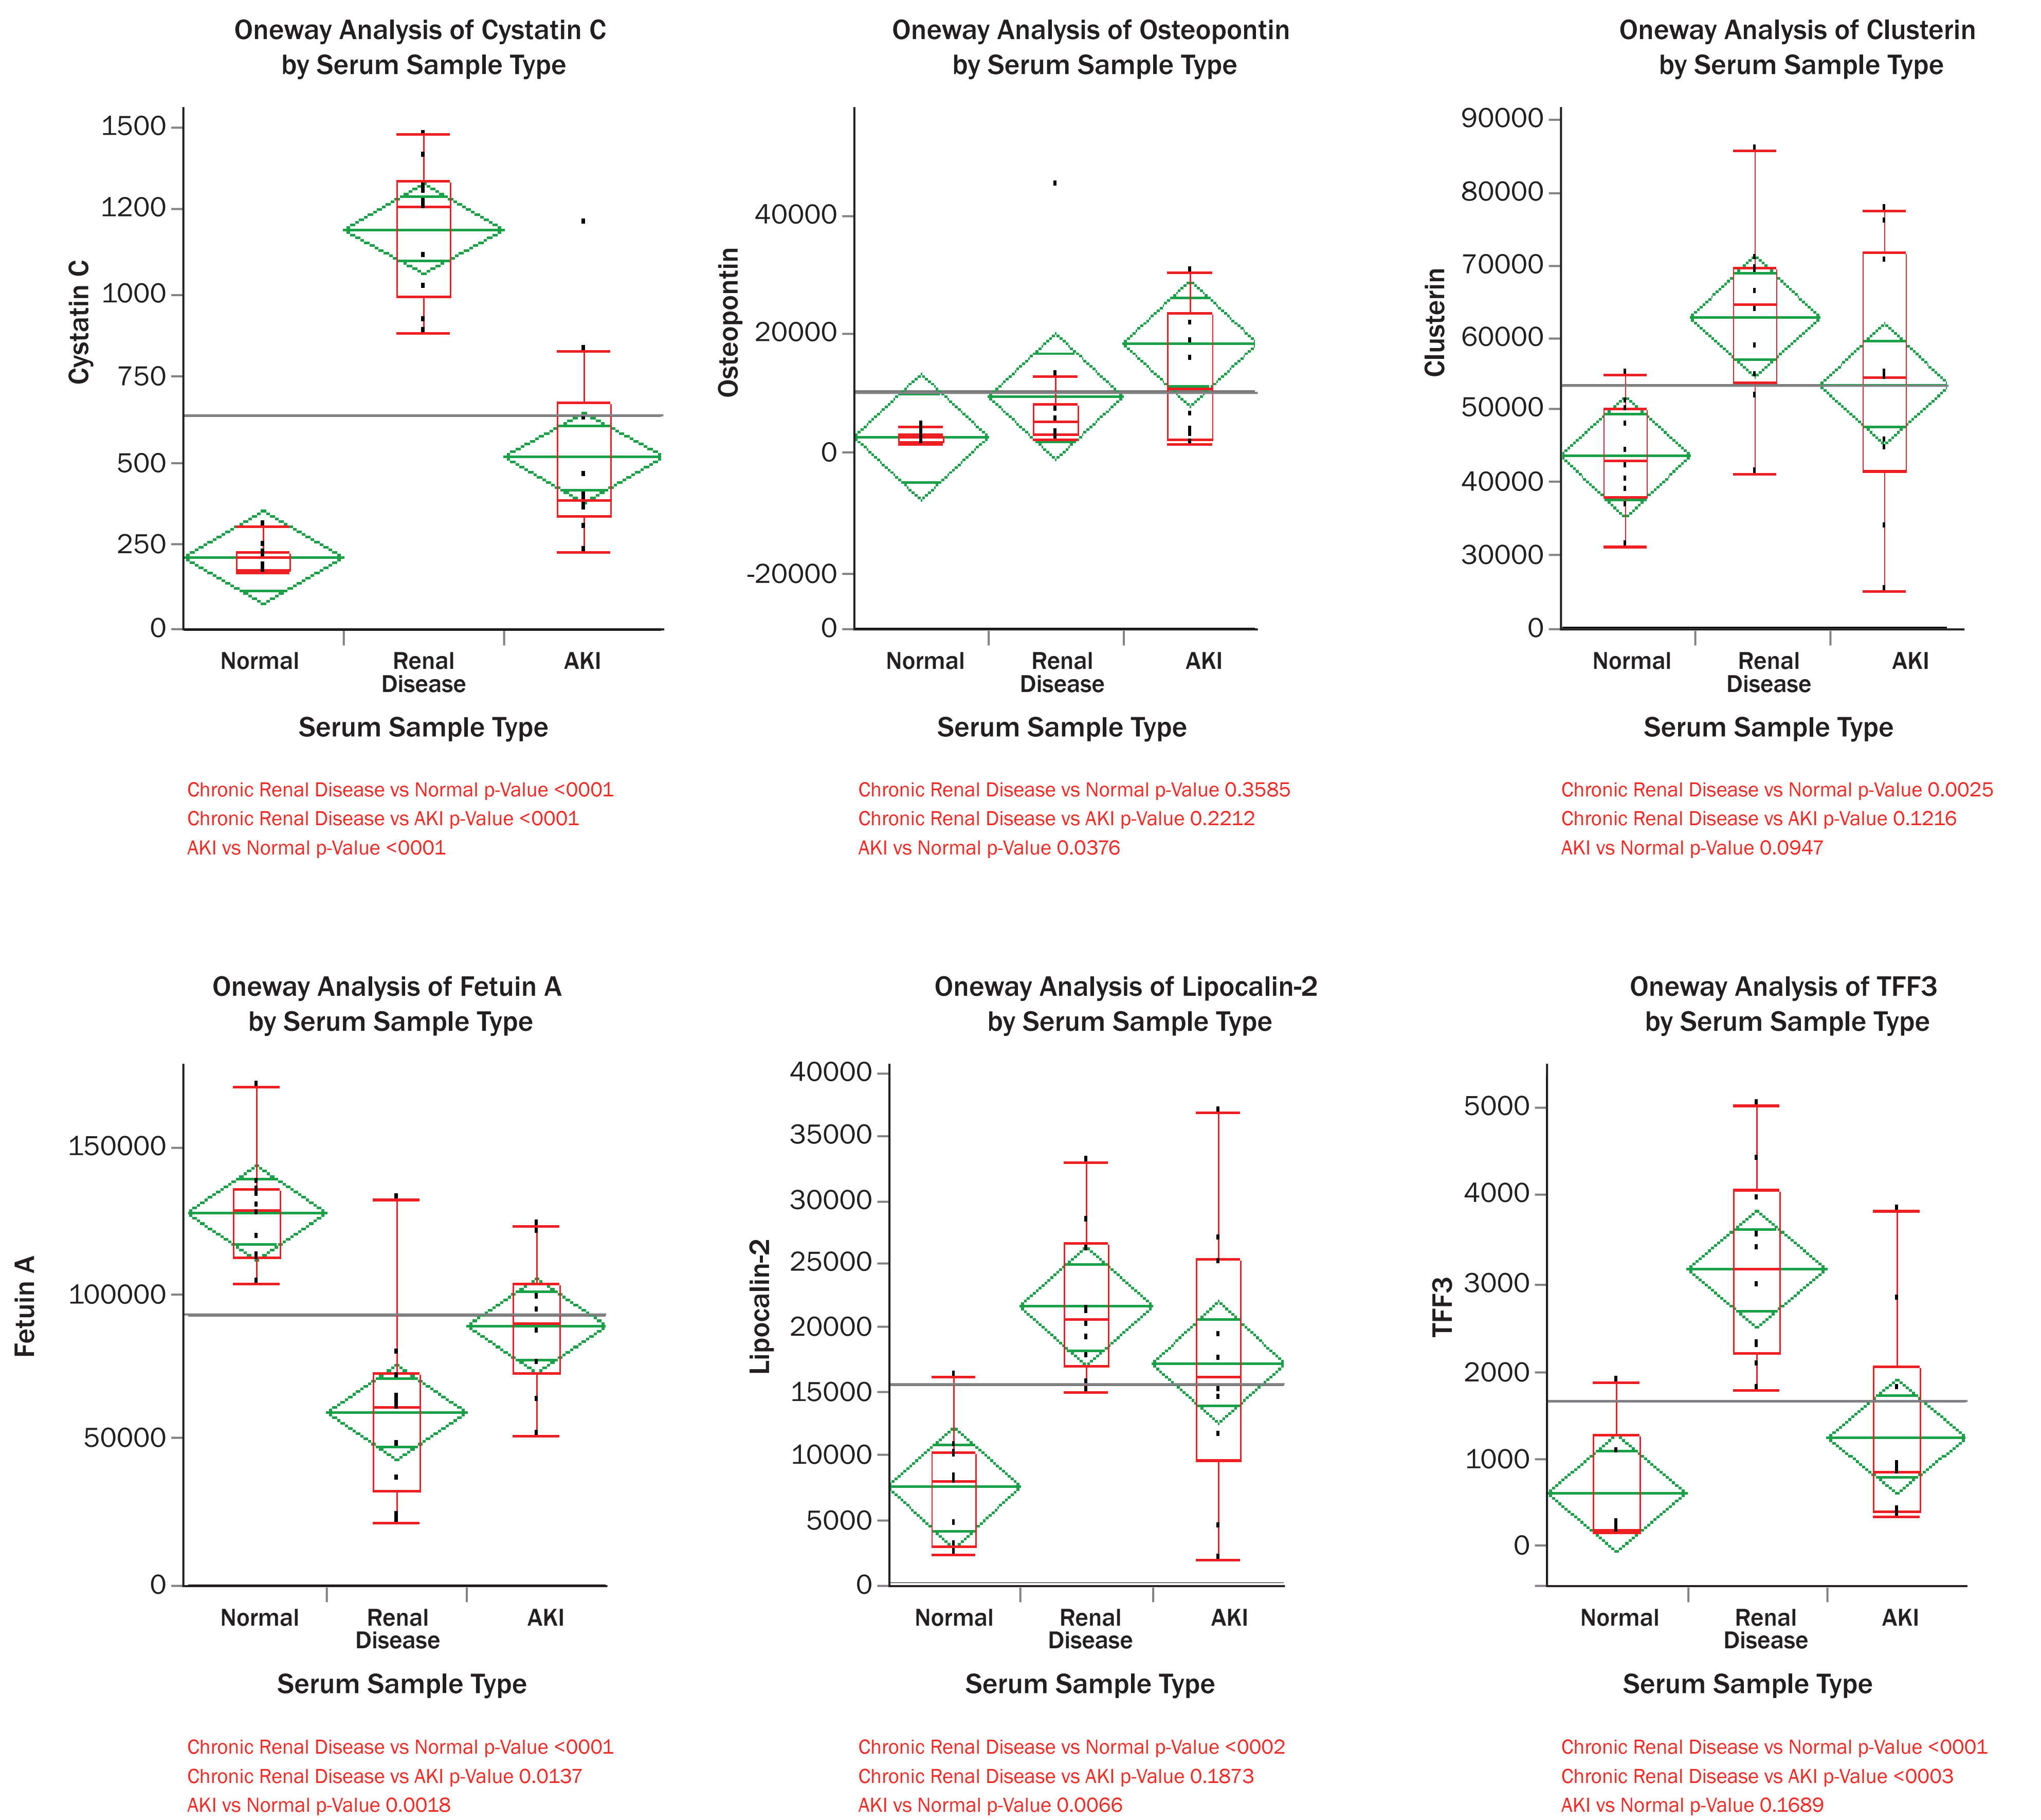 Oneway Analysis of Cystatin C
by Serum Sample Type
Cystatin C
1500
1200
1000
750
500
250
0
Normal
Renal
Disease
AKI
Serum Sample Type
Chronic Renal Disease vs Normal p-Value <0001
Chronic Renal Disease vs AKI p-Value <0001
AKI vs Normal p-Value <0001
Oneway Analysis of Osteopontin
by Serum Sample Type
Osteopontin
40000
20000
0
-20000
0
Normal
Renal
Disease
AKI
Serum Sample Type
Chronic Renal Disease vs Normal p-Value 0.3585
Chronic Renal Disease vs AKI p-Value 0.2212
AKI vs Normal p-Value 0.0376
Oneway Analysis of Clusterin
by Serum Sample Type
Clusterin
90000
80000
70000
60000
50000
40000
30000
0
Normal
Renal
Disease
AKI
Serum Sample Type
Chronic Renal Disease vs Normal p-Value 0.0025
Chronic Renal Disease vs AKI p-Value 0.1216
AKI vs Normal p-Value 0.0947
Oneway Analysis of Fetuin A
by Serum Sample Type
Fetuin A
150000
100000
50000
0
Normal
Renal
Disease
AKI
Serum Sample Type
Chronic Renal Disease vs Normal p-Value <0001
Chronic Renal Disease vs AKI p-Value 0.0137
AKI vs Normal p-Value 0.0018
Oneway Analysis of Lipocalin-2
by Serum Sample Type
Lipocalin-2
40000
35000
30000
25000
20000
15000
10000
5000
0
Normal
Renal
Disease
AKI
Serum Sample Type
Chronic Renal Disease vs Normal p-Value <0002
Chronic Renal Disease vs AKI p-Value 0.1873
AKI vs Normal p-Value 0.0066
Oneway Analysis of TFF3
by Serum Sample Type
TFF3
5000
4000
3000
2000
1000
0
Normal
Renal
Disease
AKI
Serum Sample Type
Chronic Renal Disease vs Normal p-Value <0001
Chronic Renal Disease vs AKI p-Value <0003
AKI vs Normal p-Value 0.1689